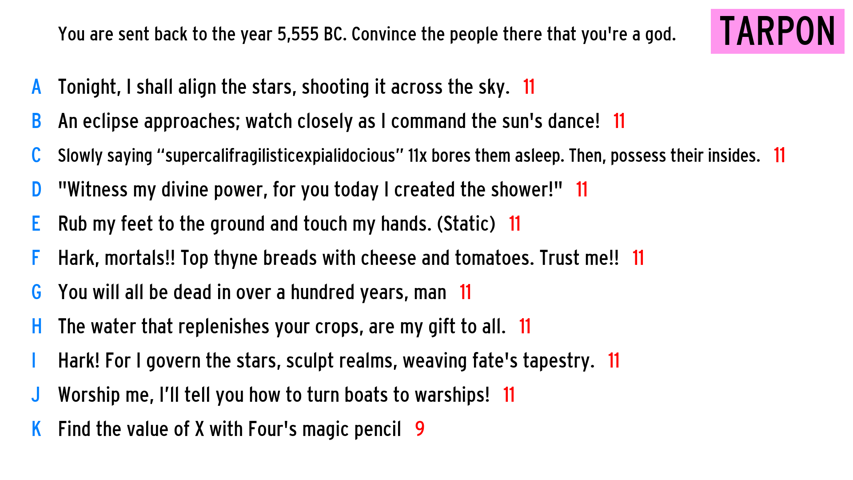 You are sent back to the year 5,555 BC. Convince the people there that you're a god.
TARPON
A Tonight, I shall align the stars, shooting it across the sky. 11
B An eclipse approaches; watch closely as I command the sun's dance! 11
C Slowly saying “supercalifragilisticexpialidocious” 11x bores them asleep. Then, possess their insides. 11
D "Witness my divine power, for you today I created the shower!" 11
E Rub my feet to the ground and touch my hands. (Static) 11
F Hark, mortals!! Top thyne breads with cheese and tomatoes. Trust me!! 11
G You will all be dead in over a hundred years, man 11
H The water that replenishes your crops, are my gift to all. 11
I Hark! For I govern the stars, sculpt realms, weaving fate's tapestry. 11
J Worship me, I’ll tell you how to turn boats to warships! 11
K Find the value of X with Four's magic pencil 9